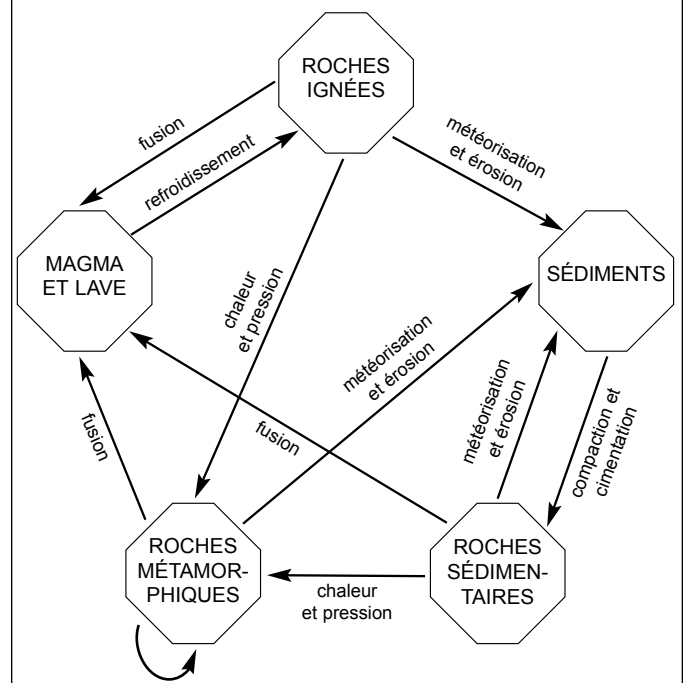 ROCHES
IGNÉES
fusion
refroidissement
météorisation
et érosion
MAGMA
ET LAVE
SÉDIMENTS
chaleur
et pression
météorisation
et érosion
météorisation
et érosion
compaction et
cimentation
fusion
fusion
ROCHES
MÉTAMOR-
PHIQUES
chaleur
et pression
ROCHES
SÉDIMEN-
TAIRES